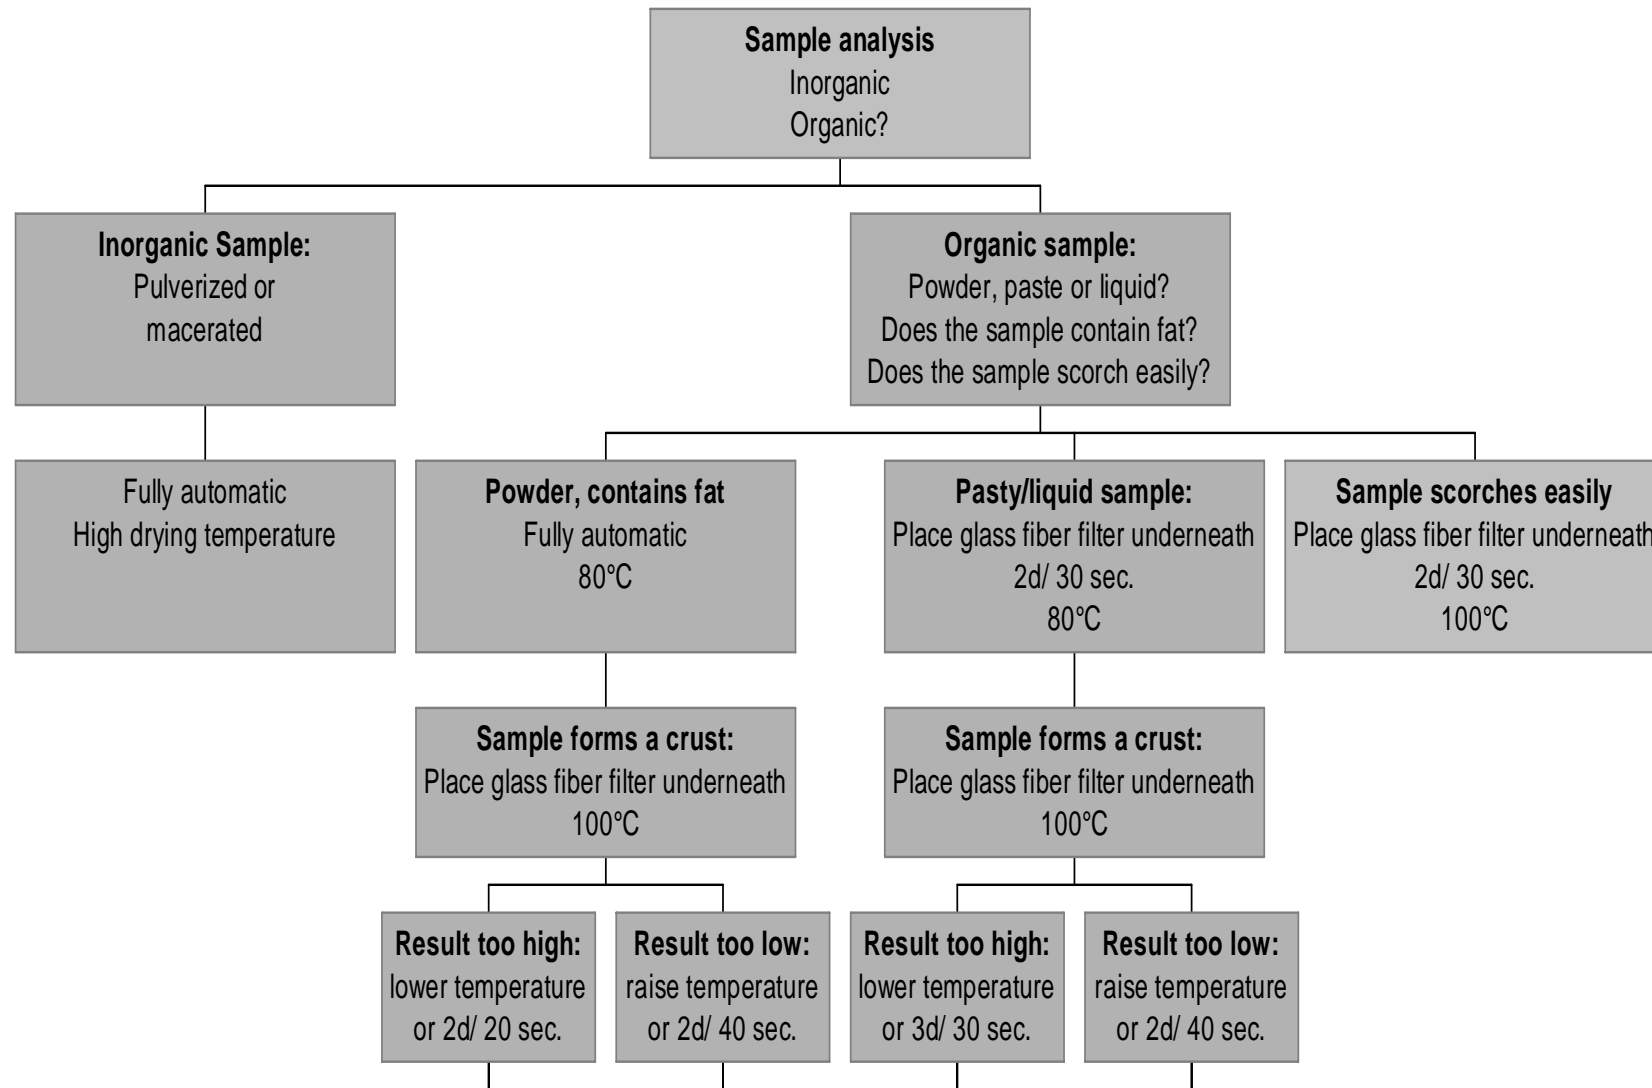 Sample analysis
Inorganic
Organic?
Inorganic Sample:
Pulverized or
macerated
Organic sample:
Powder, paste or liquid?
Does the sample contain fat?
Does the sample scorch easily?
Fully automatic
High drying temperature
Powder, contains fat
Fully automatic
80°C
Pasty/liquid sample:
Place glass fiber filter underneath
2d/ 30 sec.
80°C
Sample scorches easily
Place glass fiber filter underneath
2d/ 30 sec.
100°C
Sample forms a crust:
Place glass fiber filter underneath
100°C
Sample forms a crust:
Place glass fiber filter underneath
100°C
Result too high:
lower temperature
or 2d/ 20 sec.
Result too low:
raise temperature
or 2d/ 40 sec.
Result too high:
lower temperature
or 3d/ 30 sec.
Result too low:
raise temperature
or 2d/ 40 sec.